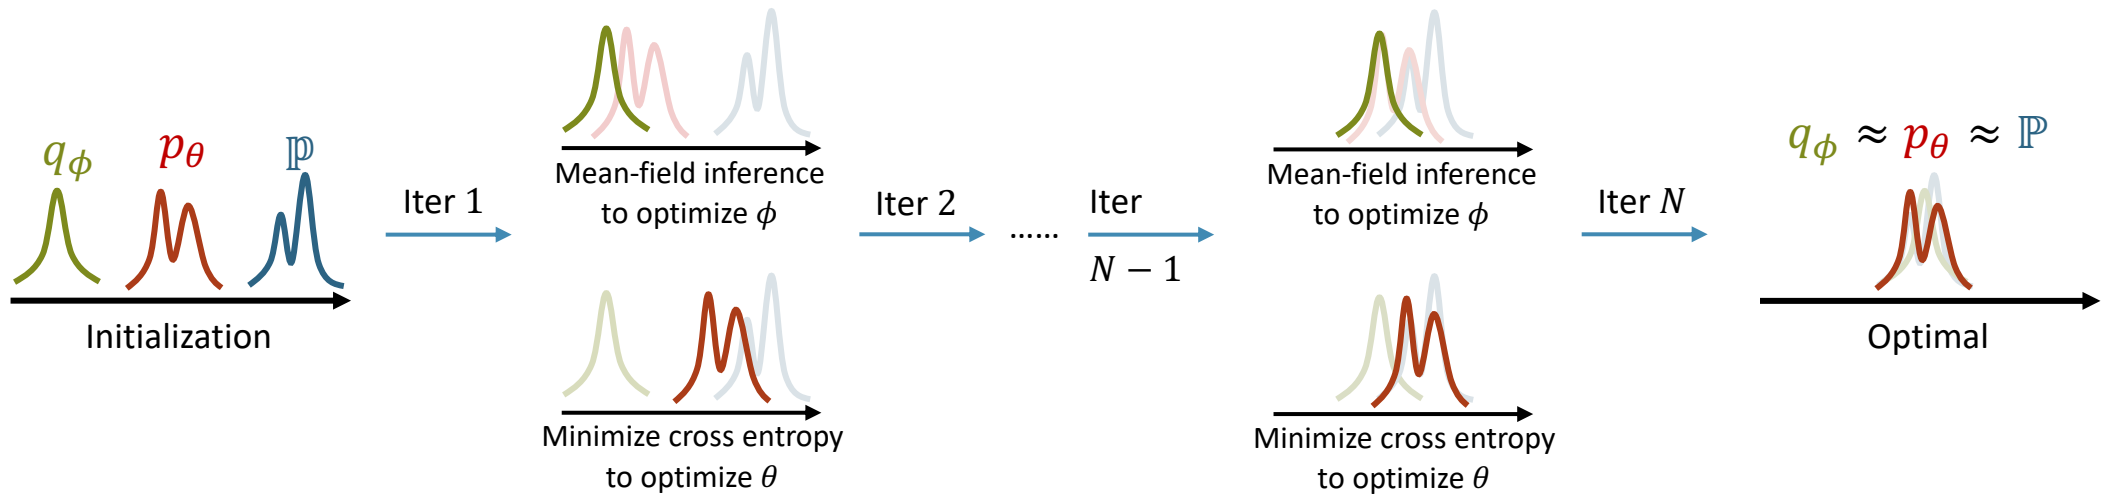 q_ϕ
p_θ
ℙ
Initialization
Iter 1
Mean-field inference
to optimize ϕ
Minimize cross entropy
to optimize θ
Iter 2
......
Iter
N − 1
Mean-field inference
to optimize ϕ
Minimize cross entropy
to optimize θ
Iter N
q_ϕ ≈ p_θ ≈ ℙ
Optimal